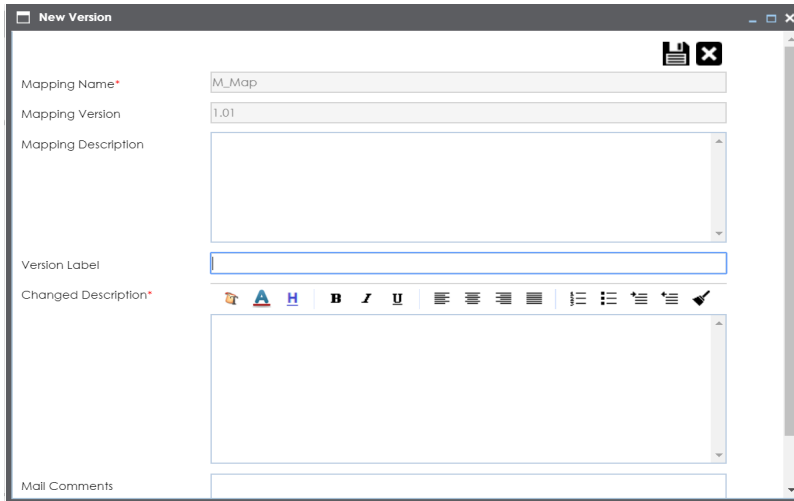 New Version
Mapping Name* M_Map
Mapping Version 1.01
Mapping Description
Version Label
Changed Description*
A H B I U
Mail Comments